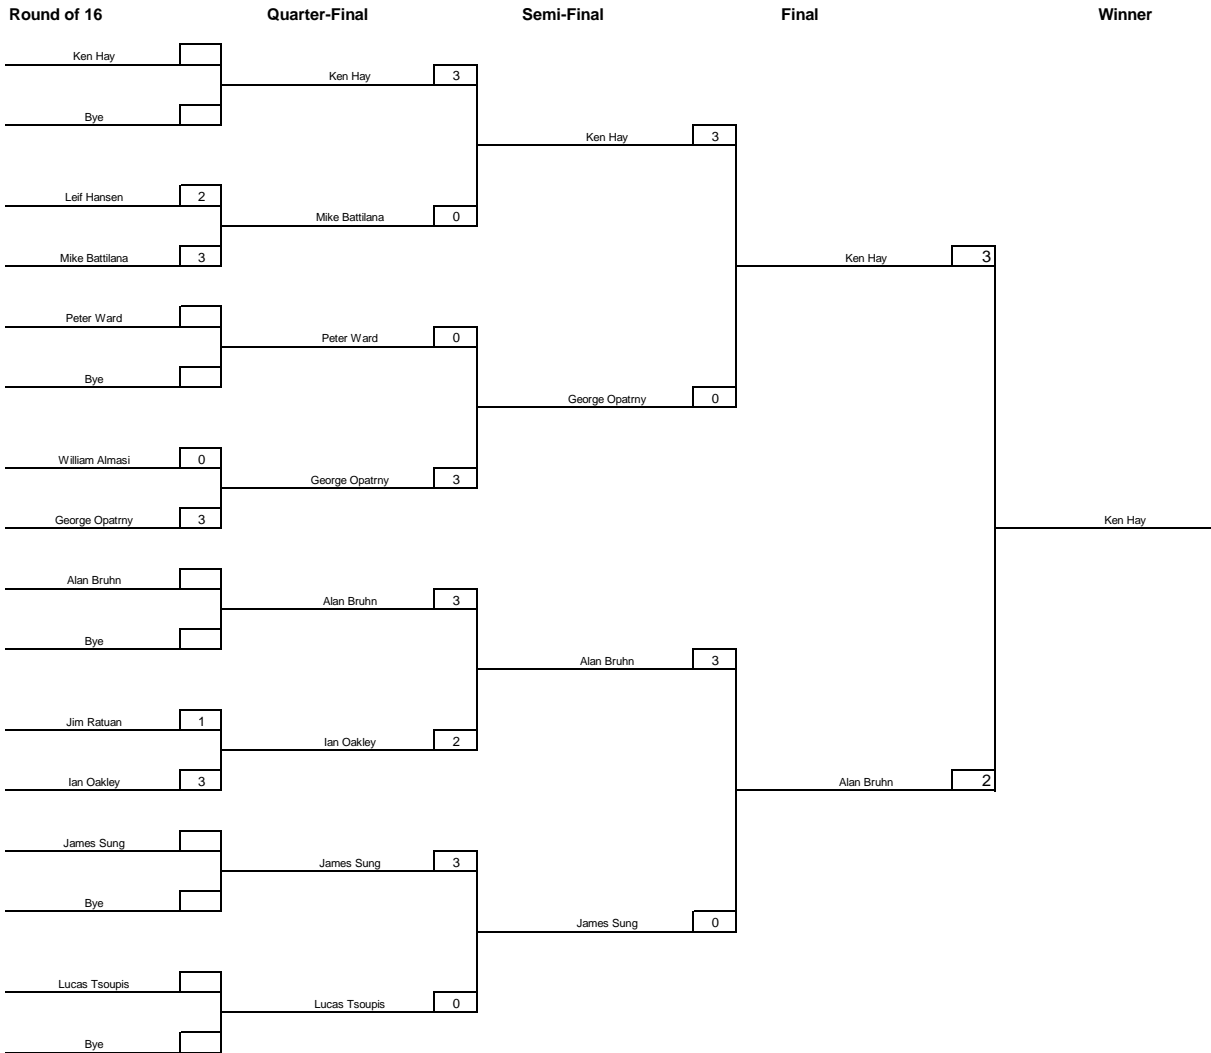 Round of 16 Quarter-Final Semi-Final Final Winner
Ken Hay
Ken Hay 3
Bye
Ken Hay 3
Leif Hansen 2
Mike Battilana 0
Mike Battilana 3
Ken Hay 3
Peter Ward
Peter Ward 0
Bye
George Opatrny 0
William Almasi 0
George Opatrny 3
George Opatrny 3
Ken Hay
Alan Bruhn
Alan Bruhn 3
Bye
Alan Bruhn 3
Jim Ratuan 1
Ian Oakley 2
Ian Oakley 3
Alan Bruhn 2
James Sung
James Sung 3
Bye
James Sung 0
Lucas Tsoupis
Lucas Tsoupis 0
Bye